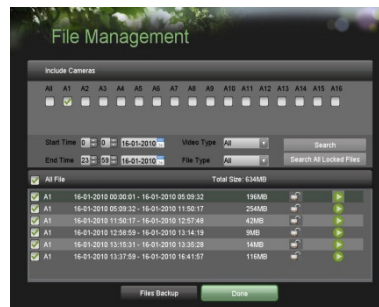 File Management
Include Cameras
All A1 A2 A3 A4 A5 A6 A7 A8 A9 A10 A11 A12 A13 A14 A15 A16
Start Time 0 : 0 16-01-2010 Video Type All Search
End Time 23 : 59 16-01-2010 File Type All Search All Locked Files
All File Total Size: 634MB
A1 16-01-2010 00:00:01 - 16-01-2010 05:09:32 196MB
A1 16-01-2010 05:09:32 - 16-01-2010 11:50:17 254MB
A1 16-01-2010 11:50:17 - 16-01-2010 12:57:48 42MB
A1 16-01-2010 12:58:59 - 16-01-2010 13:14:19 9MB
A1 16-01-2010 13:15:31 - 16-01-2010 13:35:28 14MB
A1 16-01-2010 13:37:59 - 16-01-2010 16:41:57 116MB
Files Backup Done